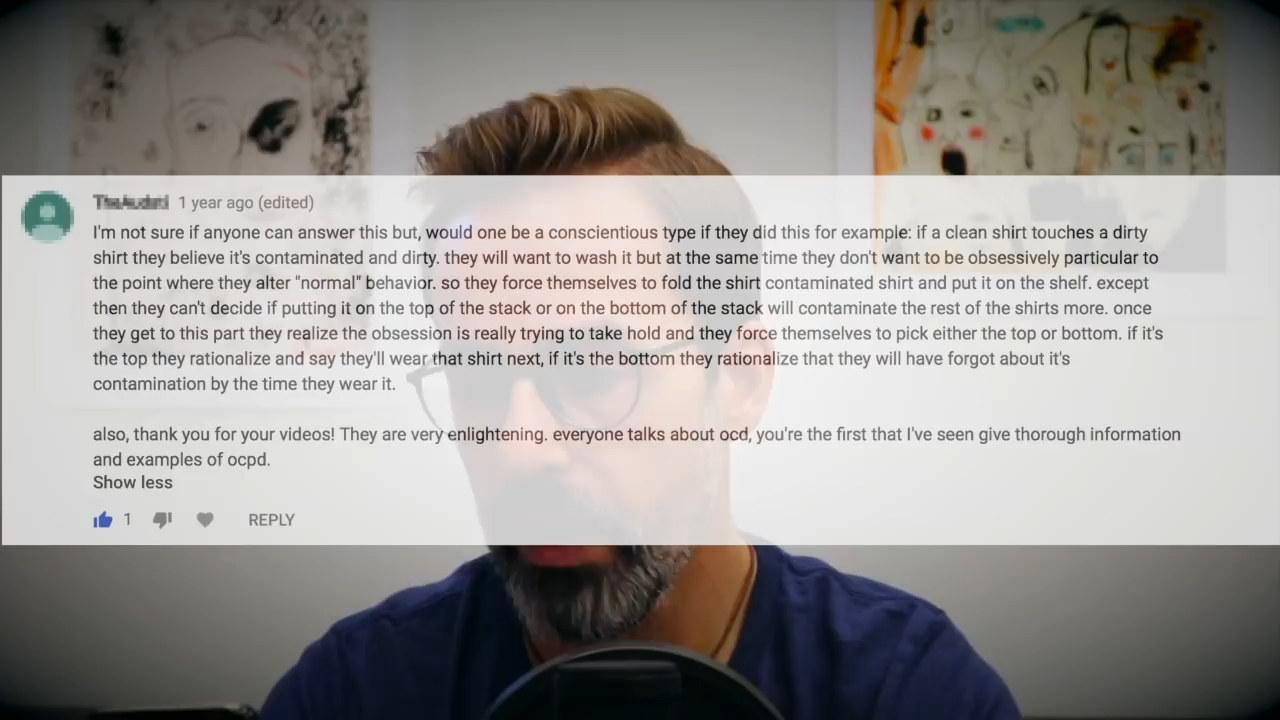 1 year ago (edited)
I'm not sure if anyone can answer this but, would one be a conscientious type if they did this for example: if a clean shirt touches a dirty
shirt they believe it's contaminated and dirty. they will want to wash it but at the same time they don't want to be obsessively particular to
the point where they alter "normal" behavior. so they force themselves to fold the shirt contaminated shirt and put it on the shelf. except
then they can't decide if putting it on the top of the stack or on the bottom of the stack will contaminate the rest of the shirts more. once
they get to this part they realize the obsession is really trying to take hold and they force themselves to pick either the top or bottom. if it's
the top they rationalize and say they'll wear that shirt next, if it's the bottom they rationalize that they will have forgot about it's
contamination by the time they wear it.
also, thank you for your videos! They are very enlightening. everyone talks about ocd, you're the first that I've seen give thorough information
and examples of ocpd.
Show less
1
REPLY